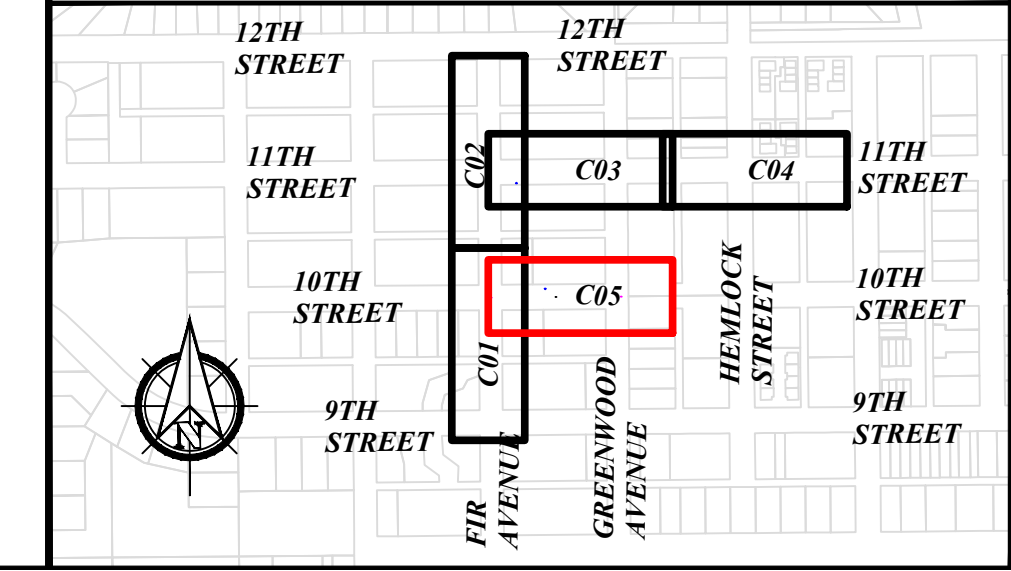 12TH
STREET
12TH
STREET
11TH
STREET
C02
C03
C04
11TH
STREET
10TH
STREET
C05
HEMLOCK
STREET
10TH
STREET
C01
9TH
STREET
N
FIR
AVENUE
GREENWOOD
AVENUE
9TH
STREET